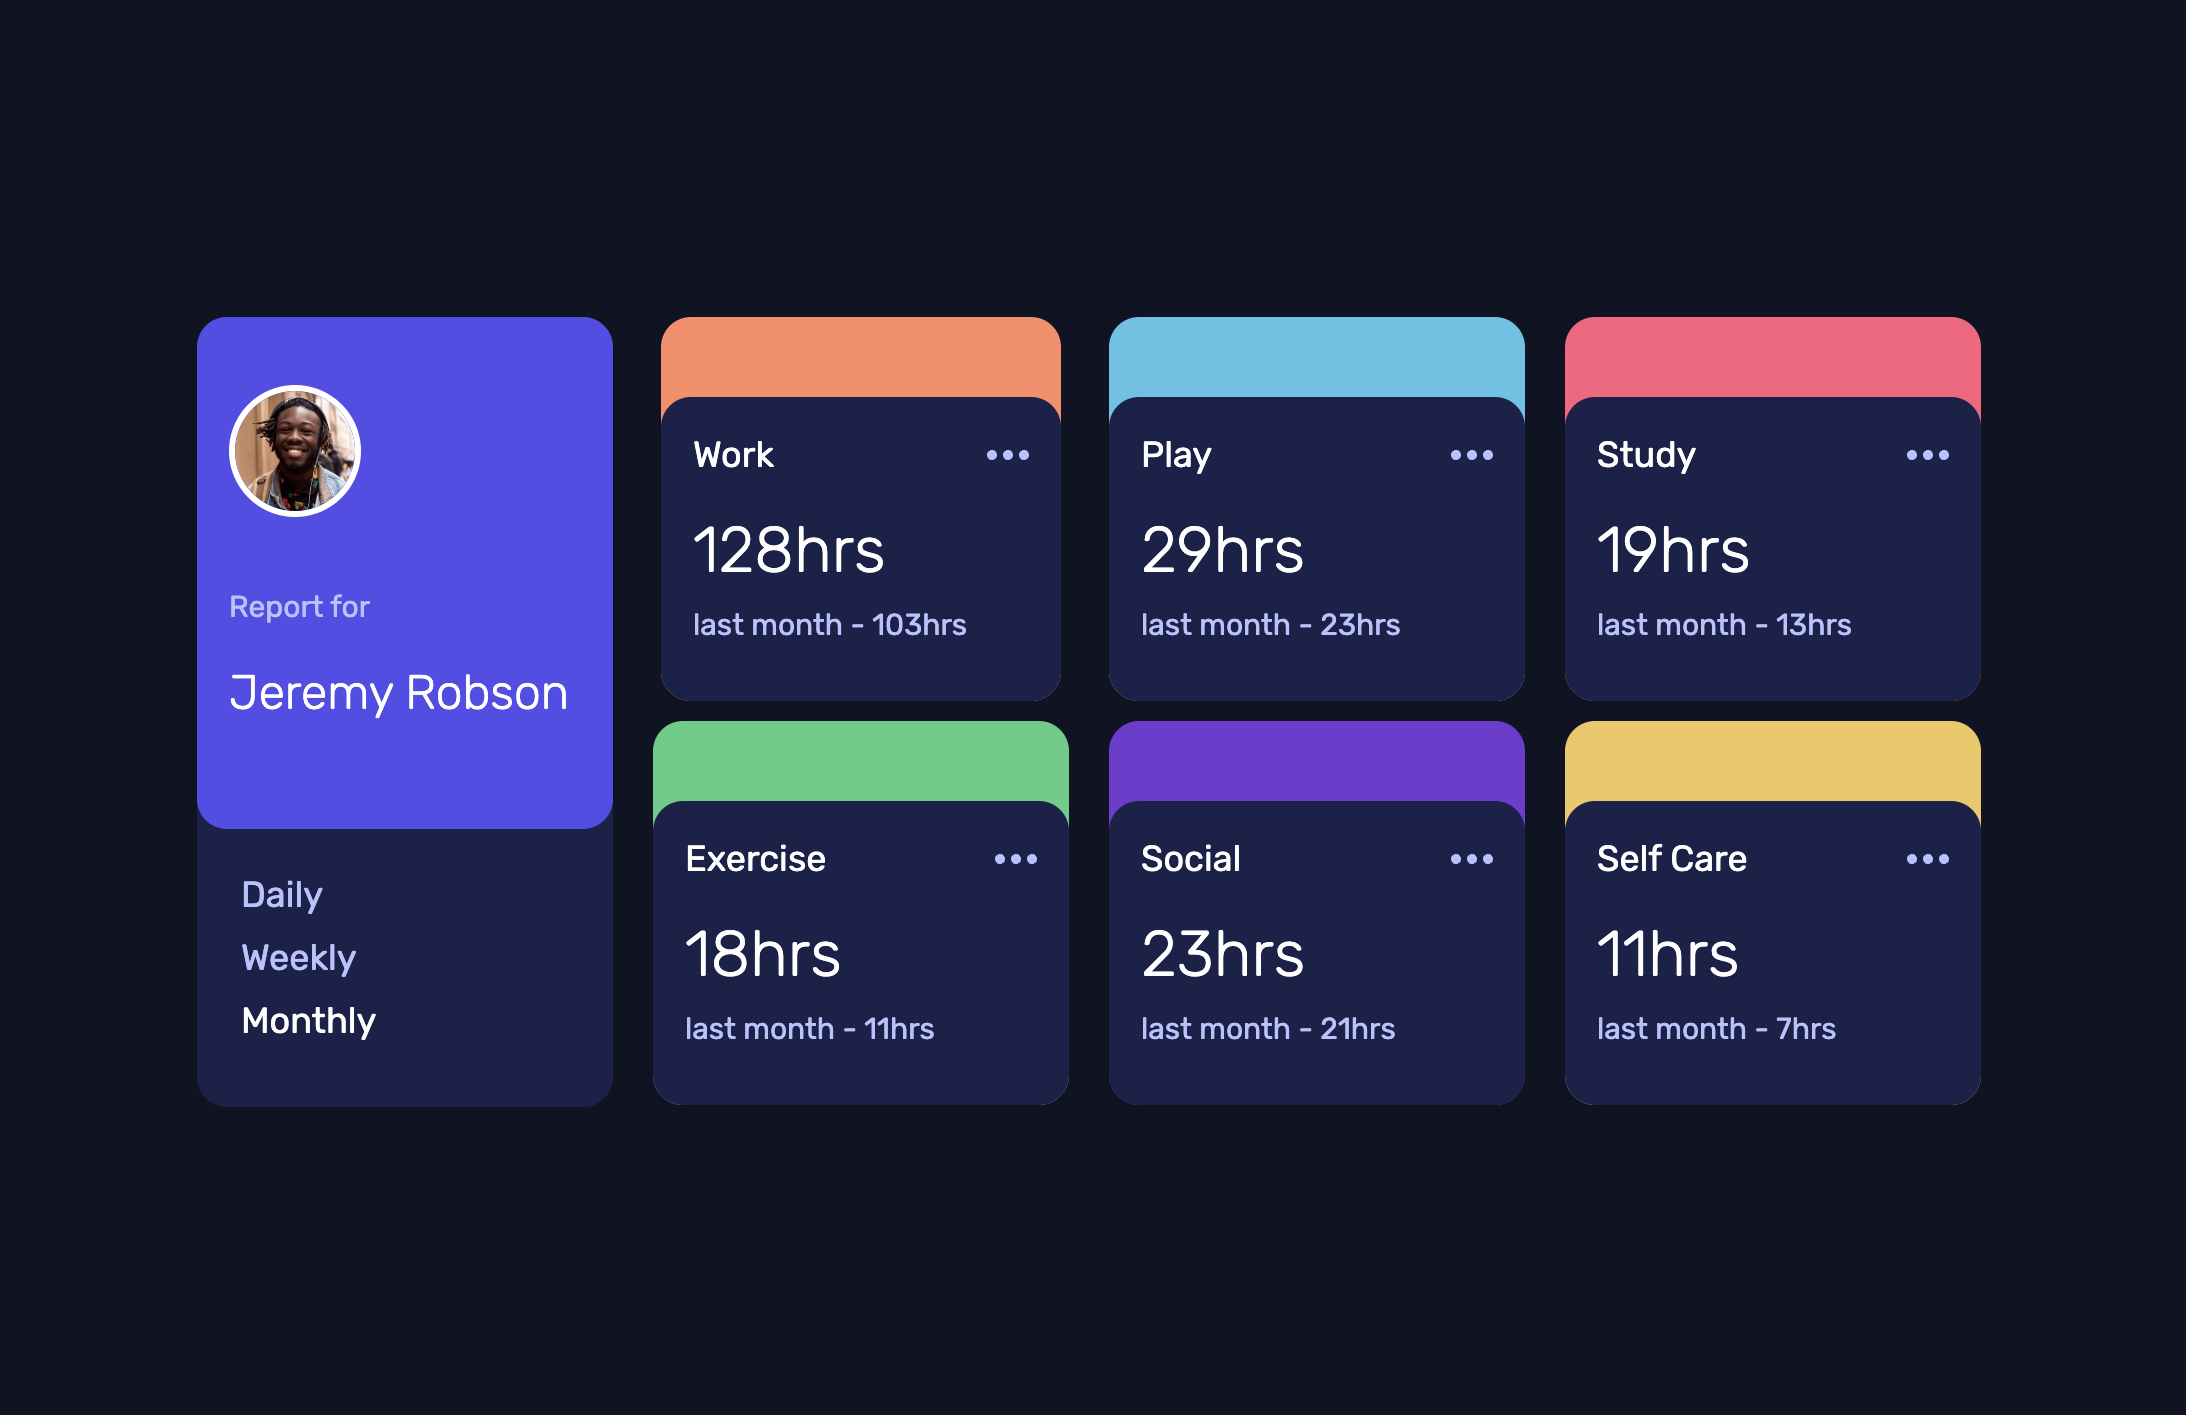 Report for
Jeremy Robson
Daily
Weekly
Monthly
Work
128hrs
last month - 103hrs
Play
29hrs
last month - 23hrs
Study
19hrs
last month - 13hrs
Exercise
18hrs
last month - 11hrs
Social
23hrs
last month - 21hrs
Self Care
11hrs
last month - 7hrs